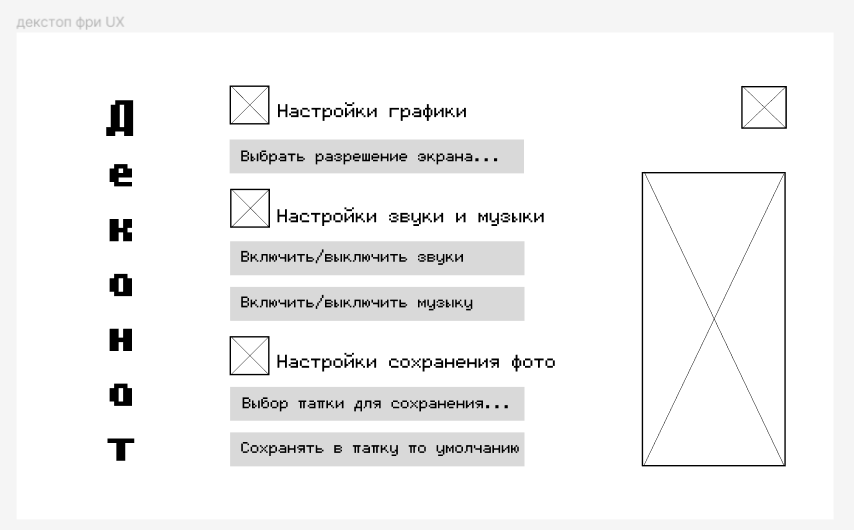 декстоп фри UX
Деканот
Настройки графики
Выбрать разрешение экрана...
Настройки звуки и музыки
Включить/выключить звуки
Включить/выключить музыку
Настройки сохранения фото
Выбор папки для сохранения...
Сохранять в папку по умолчанию